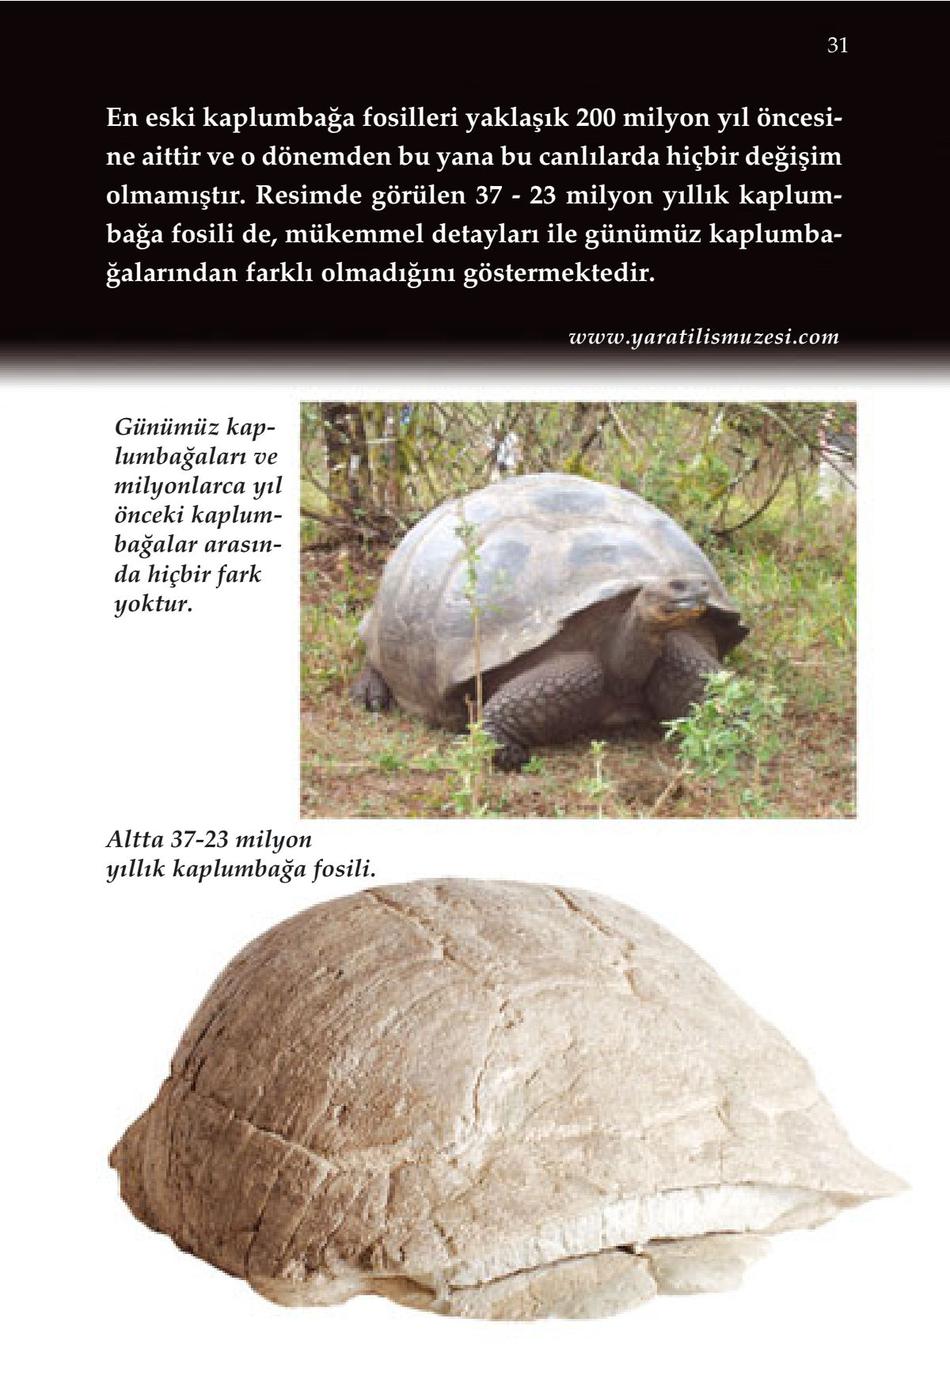 31
En eski kaplumbağa fosilleri yaklaşık 200 milyon yıl öncesi-
ne aittir ve o dönemden bu yana bu canlılarda hiçbir değişim
olmamıştır. Resimde görülen 37 - 23 milyon yıllık kaplum-
bağa fosili de, mükemmel detayları ile günümüz kaplumba-
ğalarından farklı olmadığını göstermektedir.
www.yaratilismuzesi.com
Günümüz kap-
lumbağaları ve
milyonlarca yıl
önceki kaplum-
bağalar arasın-
da hiçbir fark
yoktur.
Altta 37-23 milyon
yıllık kaplumbağa fosili.